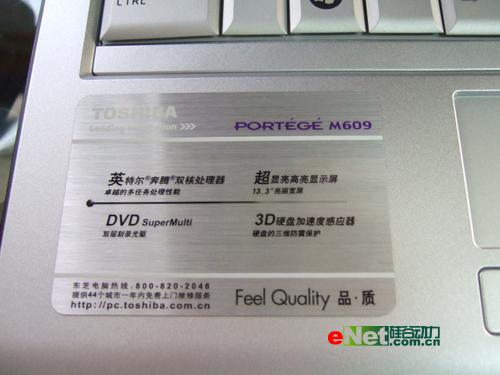 CTRL
TOSHIBA
Leading Innovation >>>
PORTÉGÉ M609
英特尔®奔腾®双核处理器
卓越的多任务处理性能
超显亮高亮显示屏
13.3"亮丽宽屏
DVD SuperMulti
双层刻录光驱
3D硬盘加速度感应器
硬盘的三维防震保护
东芝电脑热线:800-820-2048
提供44个城市一年内免费上门维修服务
http://pc.toshiba.com.cn
Feel Quality 品·质
eNet硅谷动力
.com.cn